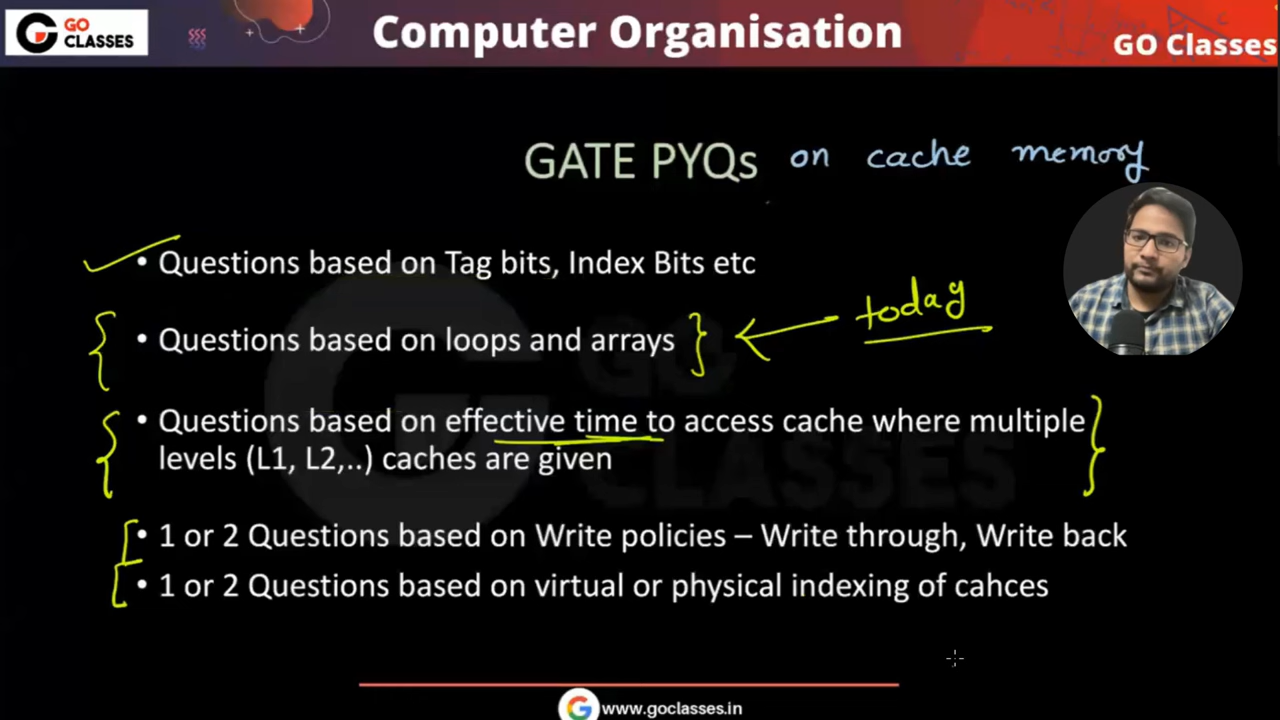 GO
CLASSES
Computer Organisation
GO Classes
GATE PYQs on cache memory
• Questions based on Tag bits, Index Bits etc
today
• Questions based on loops and arrays
• Questions based on effective time to access cache where multiple
levels (L1, L2,..) caches are given
• 1 or 2 Questions based on Write policies – Write through, Write back
• 1 or 2 Questions based on virtual or physical indexing of cahces
GO
CLASSES
www.goclasses.in